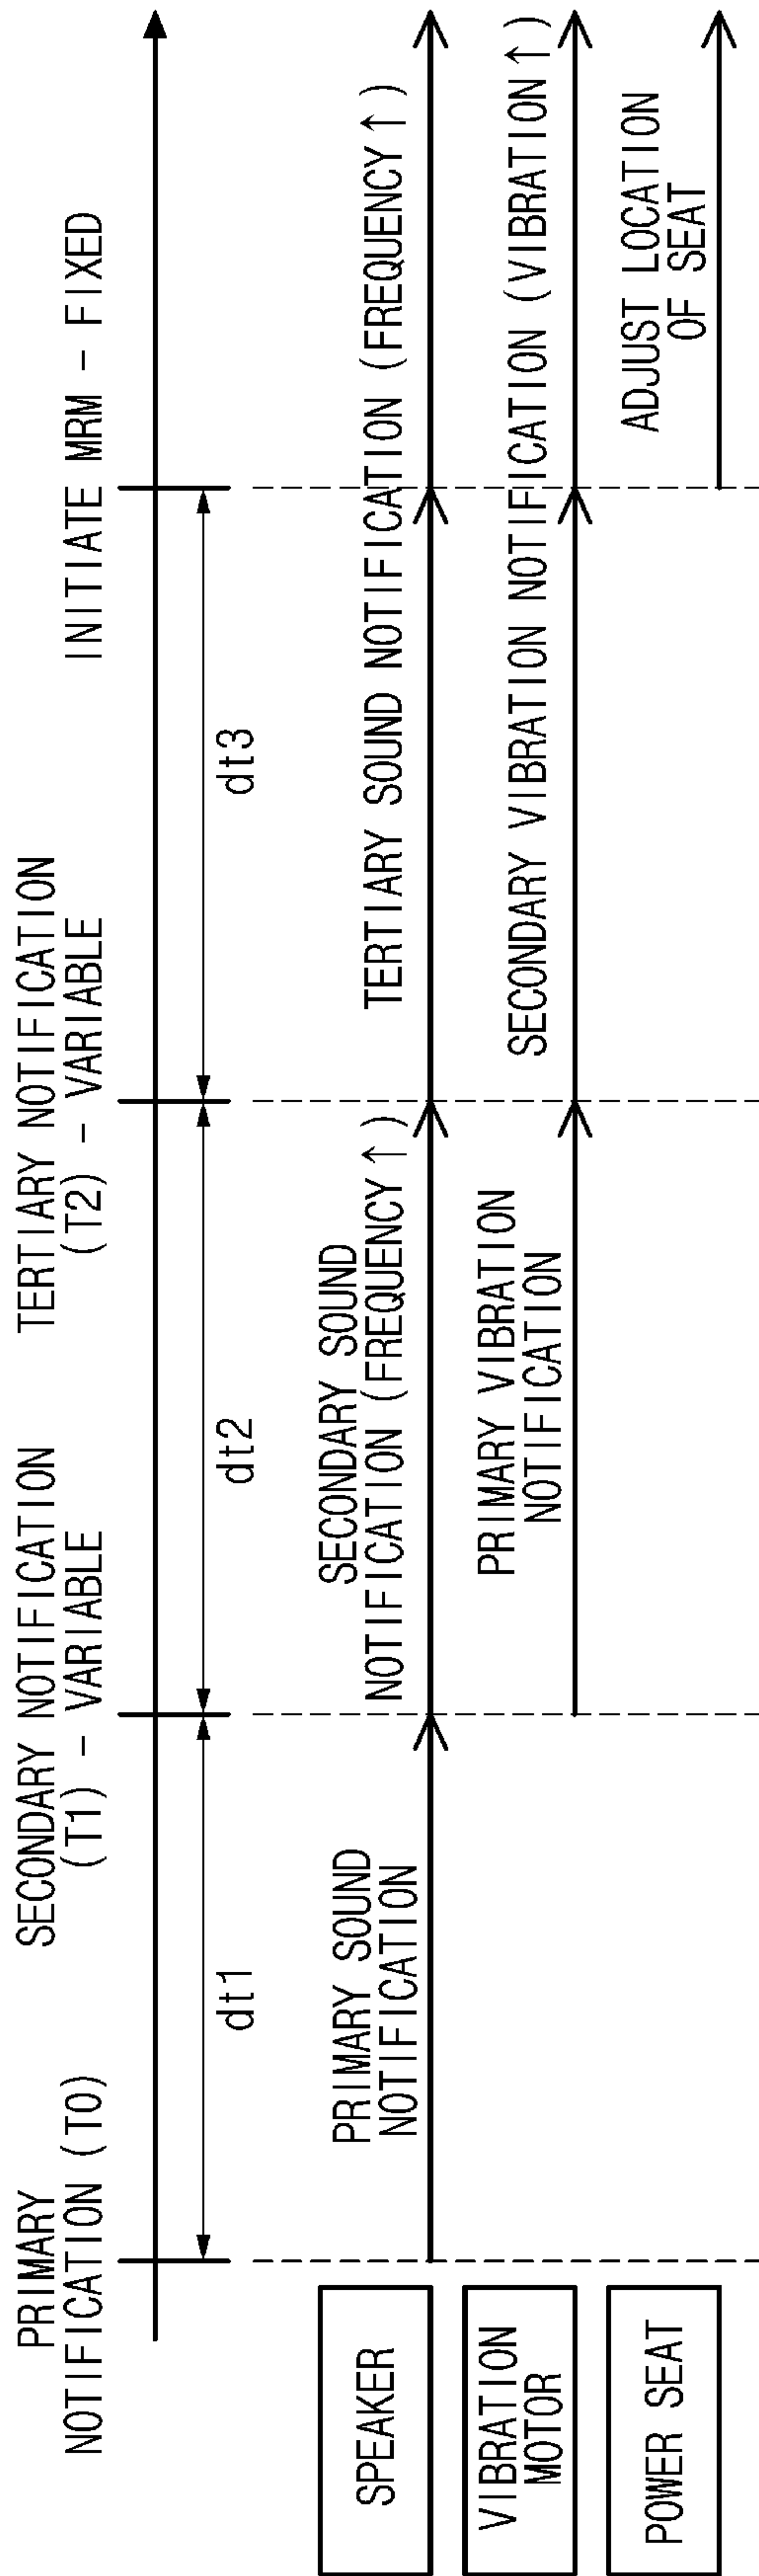 PRIMARY
NOTIFICATION (T0)
SECONDARY NOTIFICATION
(T1) – VARIABLE
TERTIARY NOTIFICATION
(T2) – VARIABLE
INITIATE MRM – FIXED
dt1
dt2
dt3
SPEAKER
PRIMARY SOUND
NOTIFICATION
SECONDARY SOUND
NOTIFICATION (FREQUENCY↑)
TERTIARY SOUND NOTIFICATION (FREQUENCY↑)
VIBRATION
MOTOR
PRIMARY VIBRATION
NOTIFICATION
SECONDARY VIBRATION NOTIFICATION (VIBRATION↑)
POWER SEAT
ADJUST LOCATION
OF SEAT